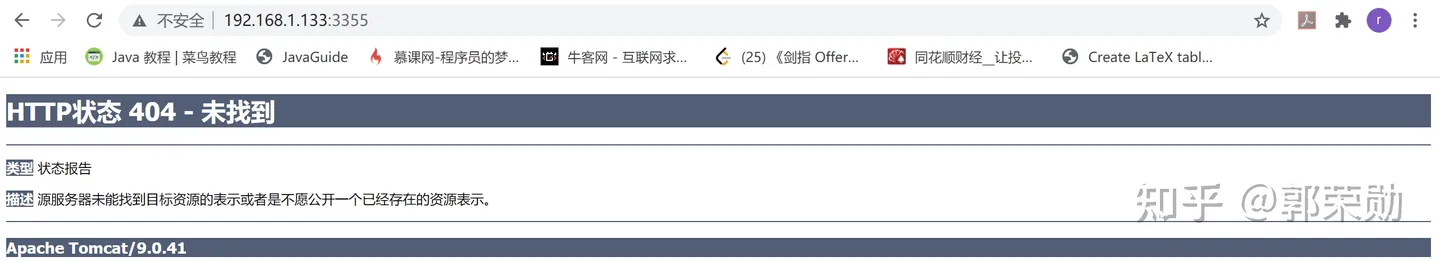 不安全 192.168.1.133:3355 r
应用 Java 教程 | 菜鸟教程 JavaGuide 慕课网-程序员的梦... 牛客网 - 互联网求... (25) 《剑指 Offer... 同花顺财经__让投... Create LaTeX tabl...
HTTP状态 404 - 未找到
类型 状态报告
描述 源服务器未能找到目标资源的表示或者是不愿公开一个已经存在的资源表示。
知乎 @郭荣勋
Apache Tomcat/9.0.41